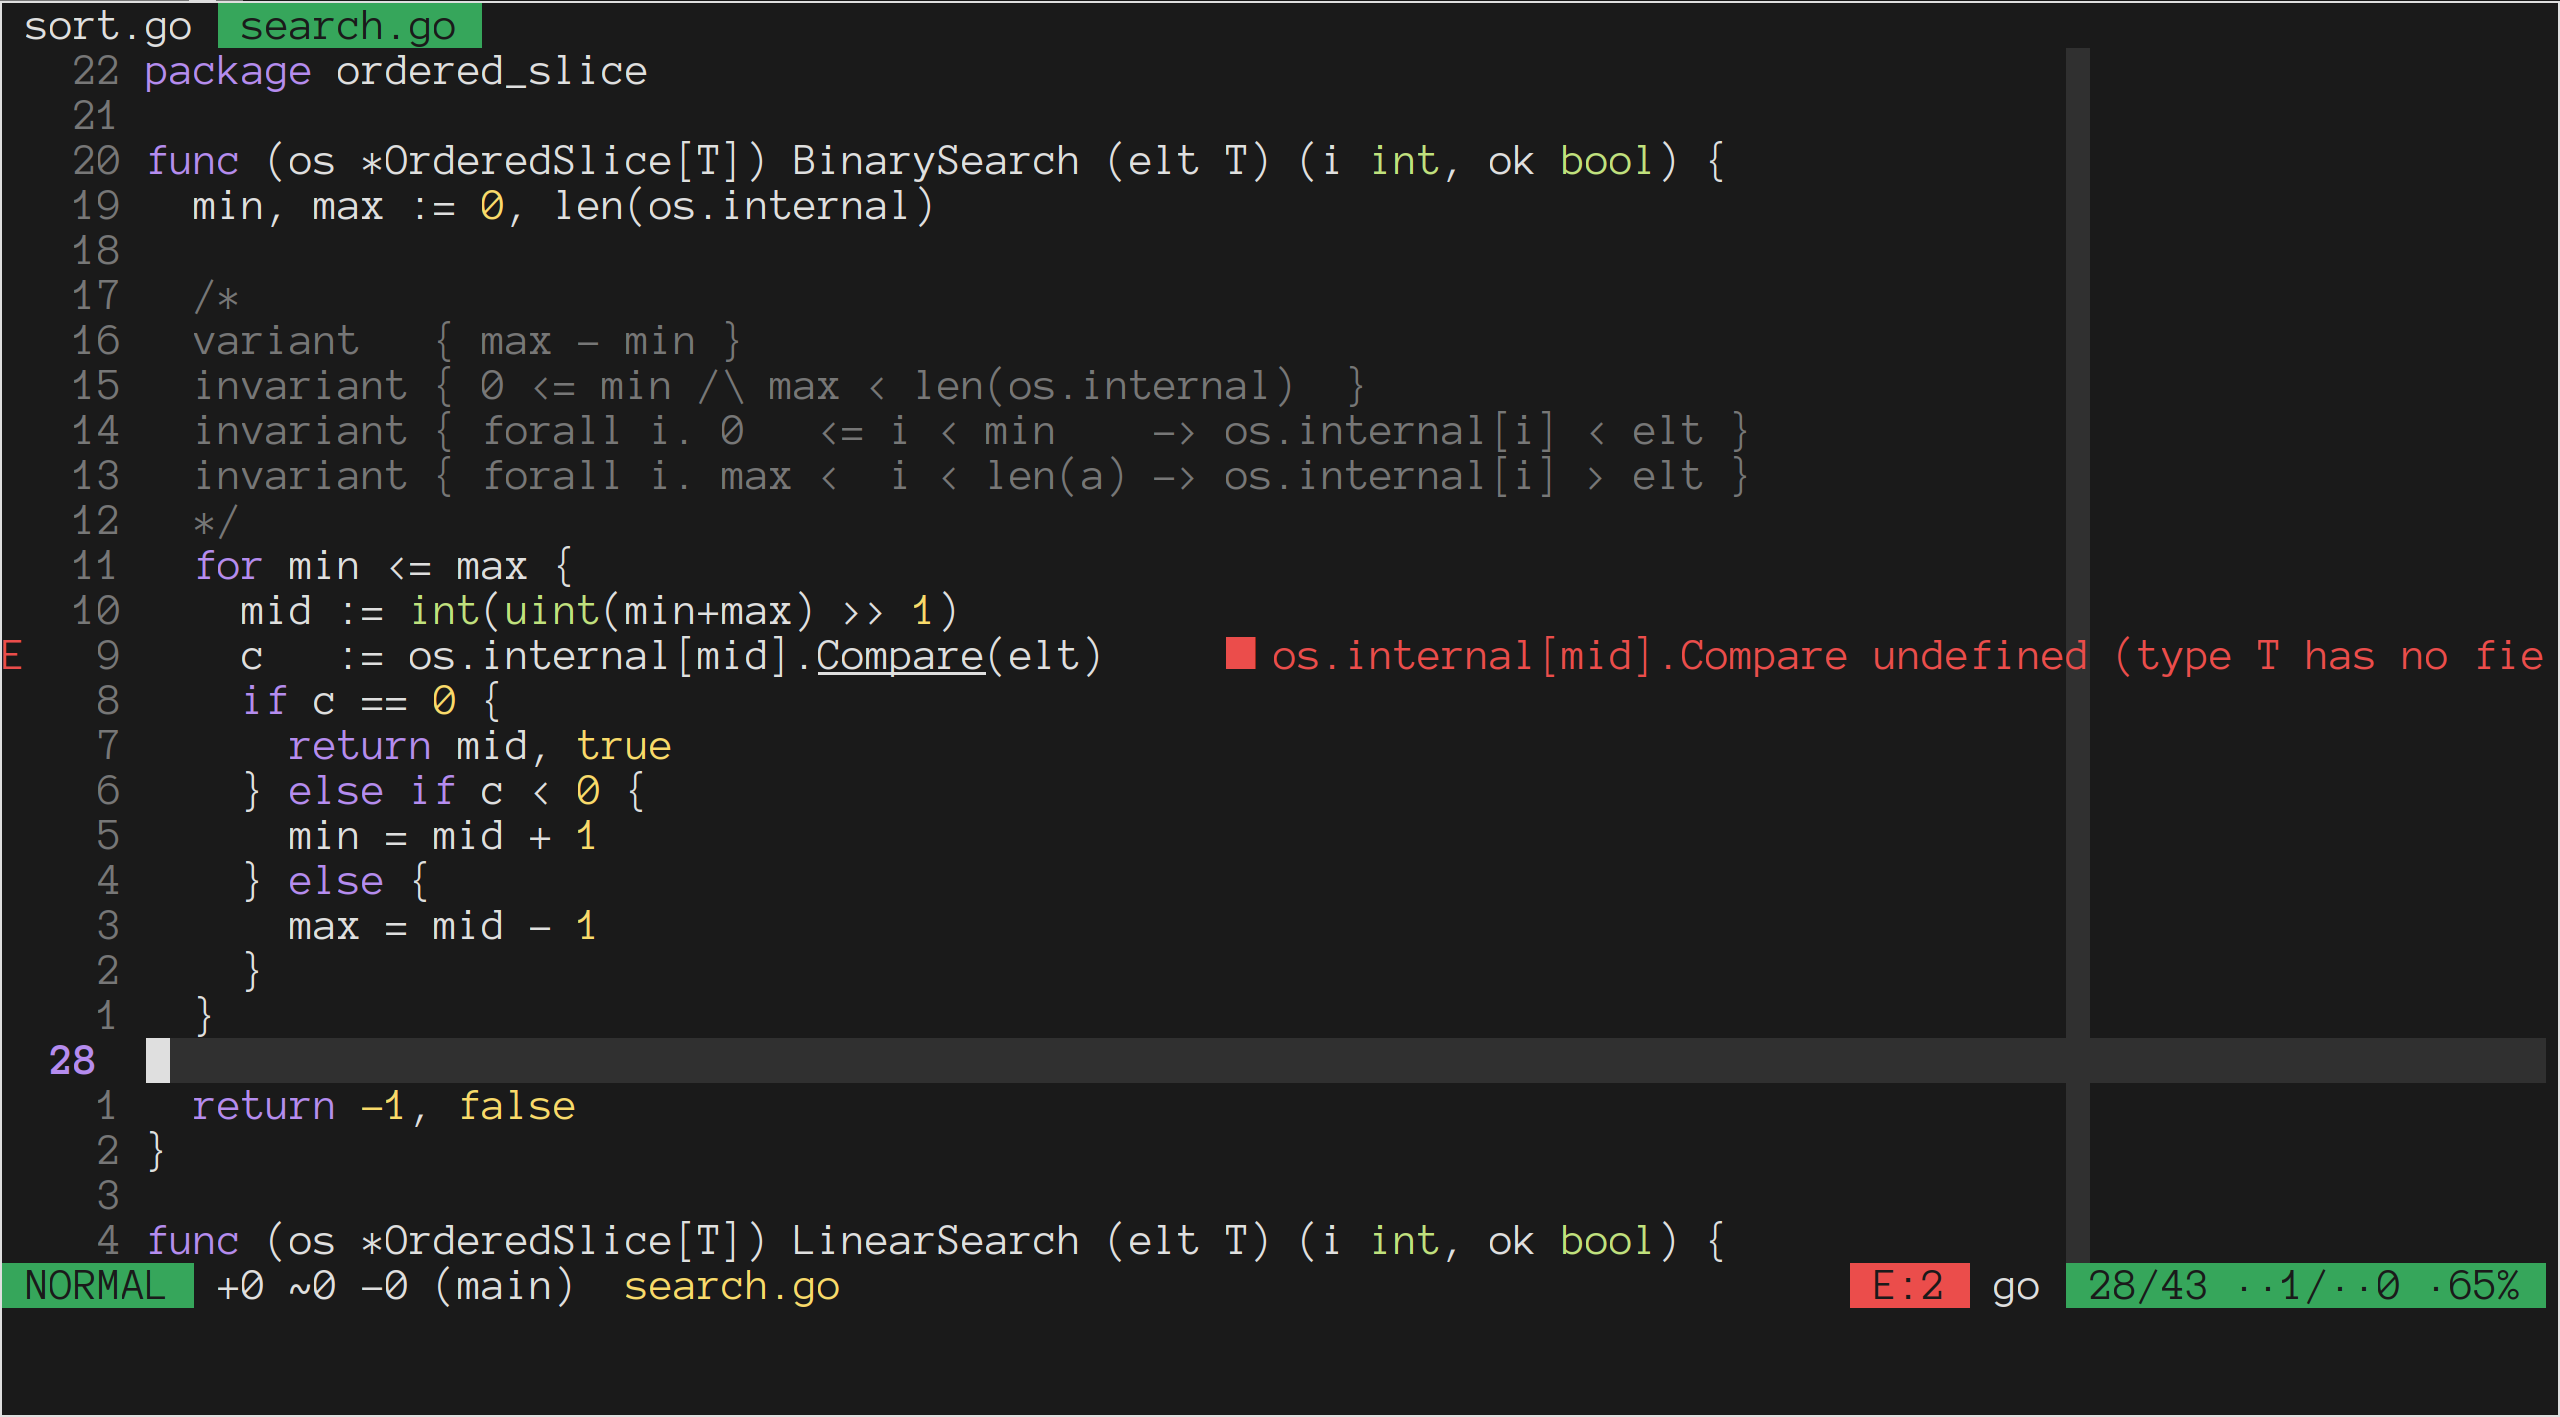 sort.go  search.go
22 package ordered_slice
21
20 func (os *OrderedSlice[T]) BinarySearch (elt T) (i int, ok bool) {
19   min, max := 0, len(os.internal)
18
17   /*
16   variant   { max - min }
15   invariant { 0 <= min /\ max < len(os.internal)  }
14   invariant { forall i. 0   <= i < min    -> os.internal[i] < elt }
13   invariant { forall i. max <  i < len(a) -> os.internal[i] > elt }
12   */
11   for min <= max {
10     mid := int(uint(min+max) >> 1)
E   9     c   := os.internal[mid].Compare(elt)     ■ os.internal[mid].Compare undefined (type T has no fie
8     if c == 0 {
7       return mid, true
6     } else if c < 0 {
5       min = mid + 1
4     } else {
3       max = mid - 1
2     }
1   }
28
1   return -1, false
2 }
3
4 func (os *OrderedSlice[T]) LinearSearch (elt T) (i int, ok bool) {
NORMAL  +0 ~0 -0 (main)  search.go  E:2  go  28/43 ··1/··0 ·65%